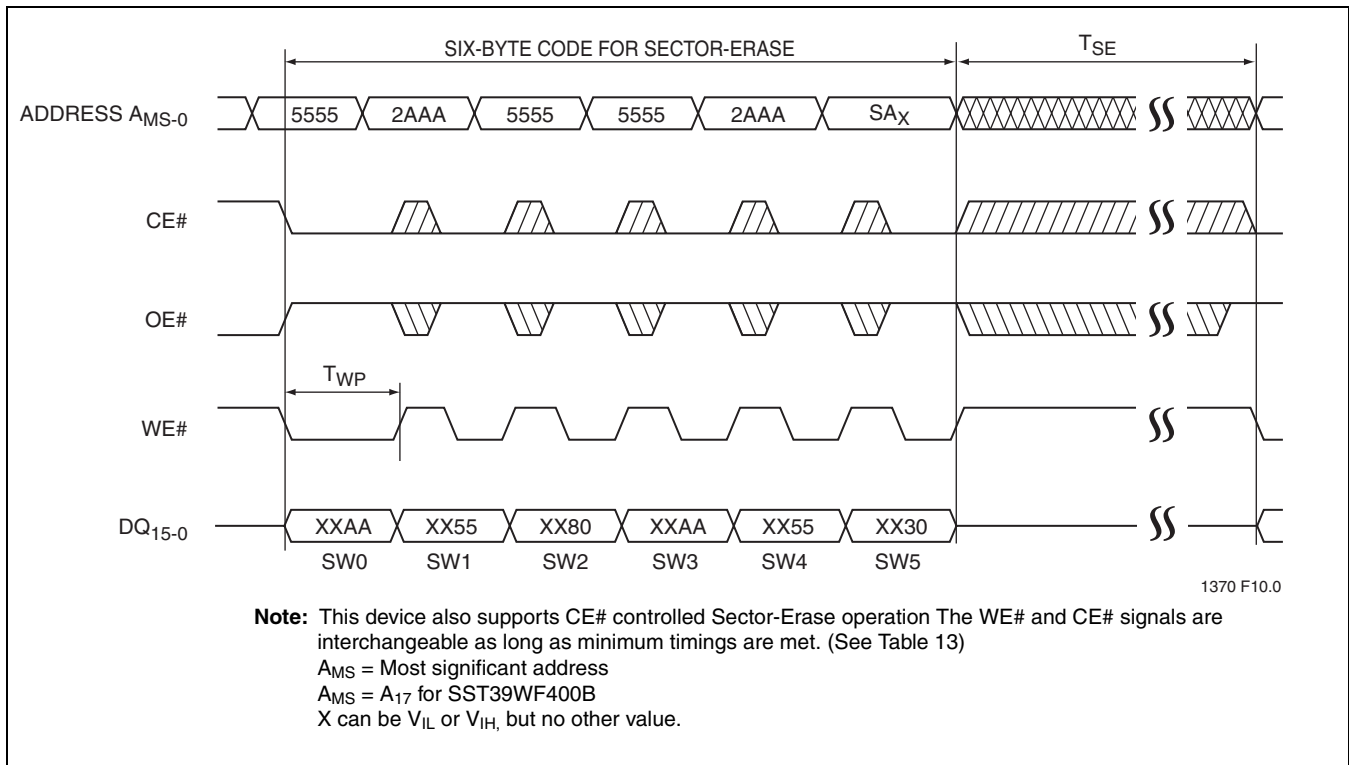 SIX-BYTE CODE FOR SECTOR-ERASE
TSE
ADDRESS AMS-0
5555 2AAA 5555 5555 2AAA SAX
CE#
OE#
TWP
WE#
DQ15-0
XXAA XX55 XX80 XXAA XX55 XX30
SW0 SW1 SW2 SW3 SW4 SW5
1370 F10.0
Note: This device also supports CE# controlled Sector-Erase operation The WE# and CE# signals are
interchangeable as long as minimum timings are met. (See Table 13)
AMS = Most significant address
AMS = A17 for SST39WF400B
X can be VIL or VIH, but no other value.